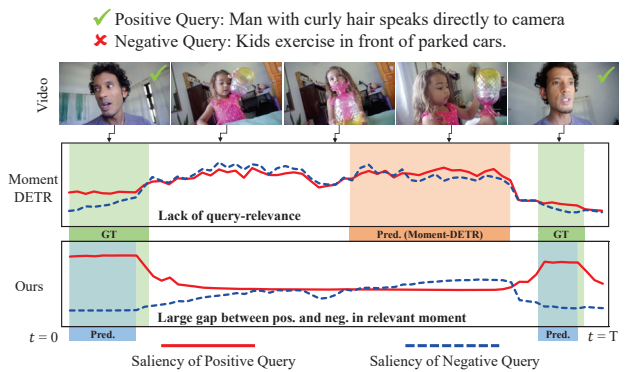 Positive Query: Man with curly hair speaks directly to camera
Negative Query: Kids exercise in front of parked cars.
Video
Moment
DETR
Lack of query-relevance
GT
Pred. (Moment-DETR)
GT
Ours
Large gap between pos. and neg. in relevant moment
t = 0
Pred.
Pred.
t = T
Saliency of Positive Query
Saliency of Negative Query